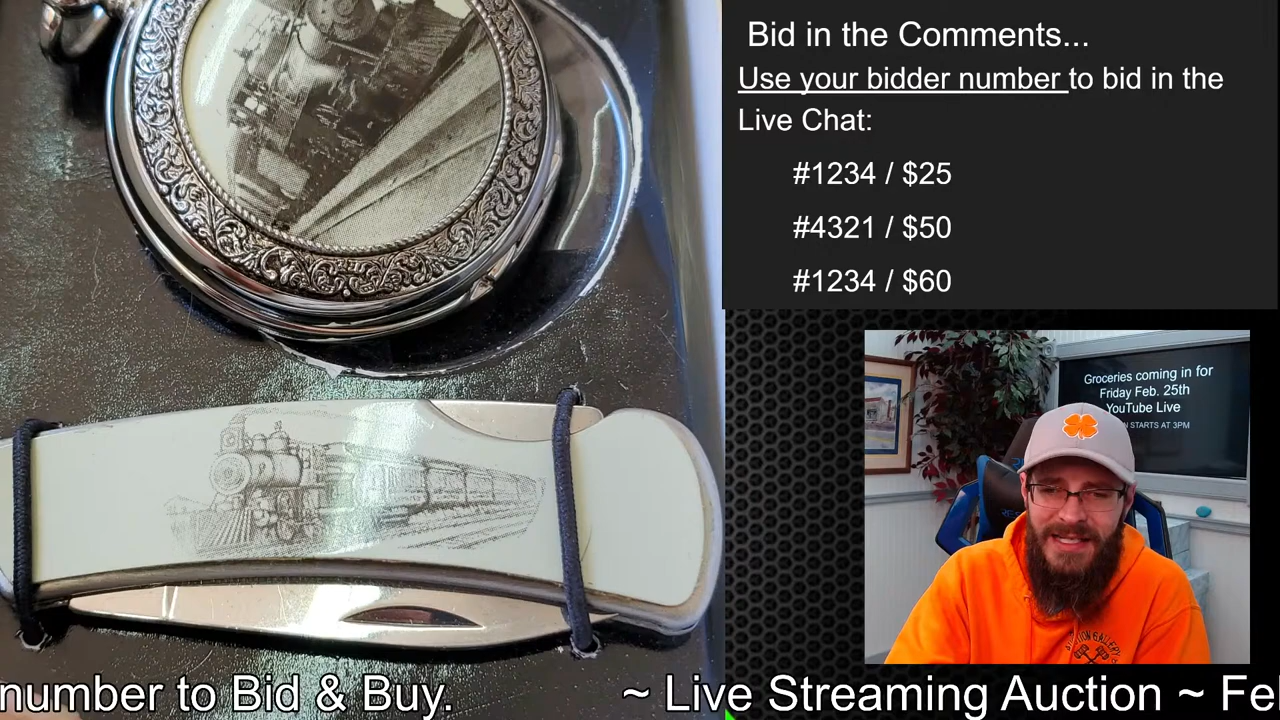 Bid in the Comments...
Use your bidder number to bid in the
Live Chat:
#1234 / $25
#4321 / $50
#1234 / $60
Groceries coming in for
Friday Feb. 25th
YouTube Live
STARTS AT 3PM
GALLERY
number to Bid & Buy. ~ Live Streaming Auction ~ Fe